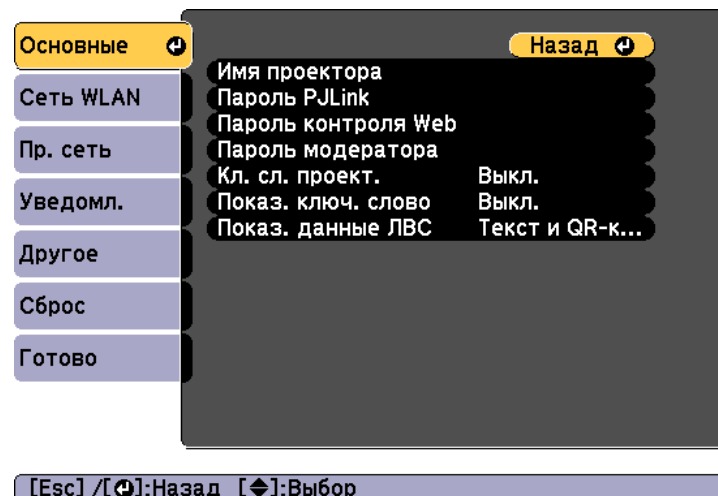 Основные
Назад
Имя проектора
Сеть WLAN
Пароль PJLink
Пароль контроля Web
Пр. сеть
Пароль модератора
Кл. сл. проект. Выкл.
Уведомл.
Показ. ключ. слово Выкл.
Показ. данные ЛВС Текст и QR-к...
Другое
Сброс
Готово
[Esc] /[⏎]:Назад [◆]:Выбор